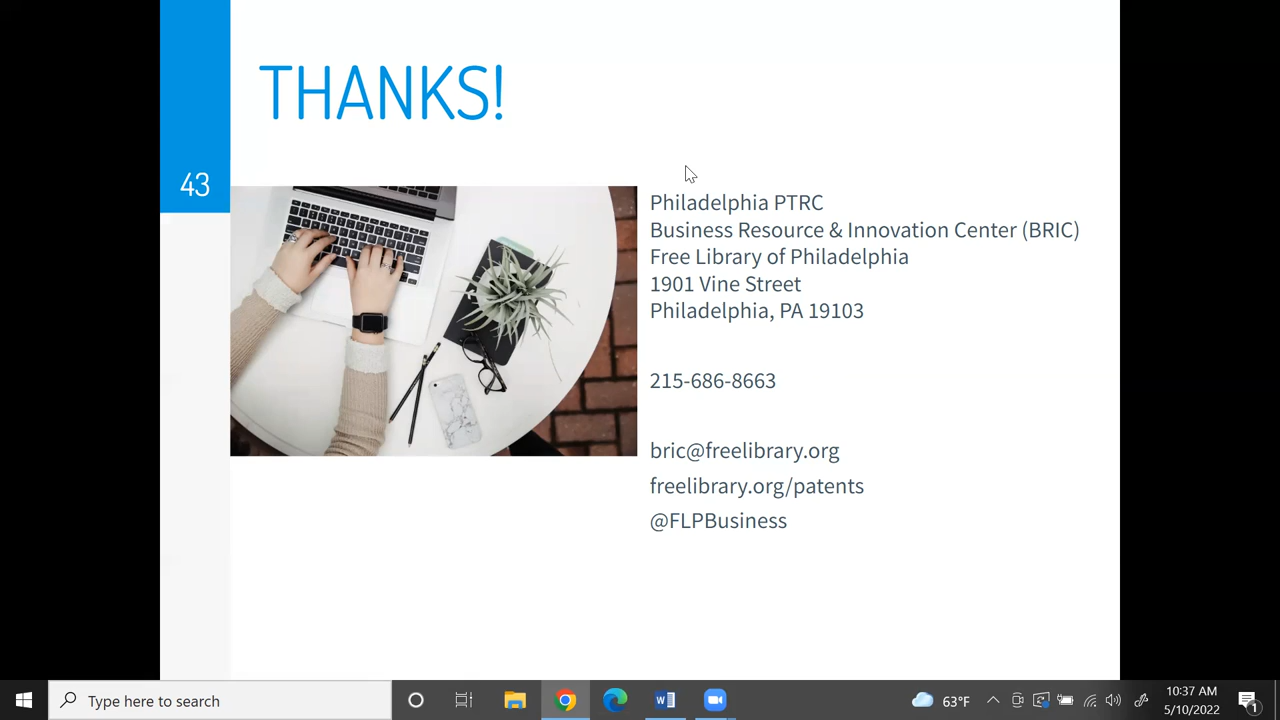 THANKS!
43
Philadelphia PTRC
Business Resource & Innovation Center (BRIC)
Free Library of Philadelphia
1901 Vine Street
Philadelphia, PA 19103
215-686-8663
bric@freelibrary.org
freelibrary.org/patents
@FLPBusiness
Type here to search
63°F
10:37 AM
5/10/2022
1